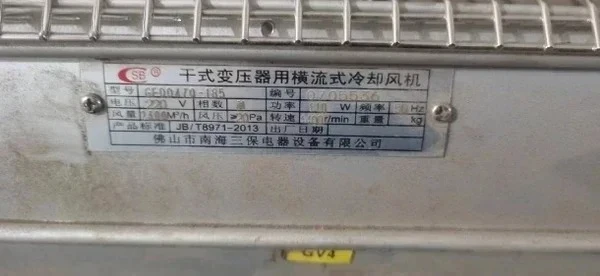 SB ® 干式变压器用横流式冷却风机
型号 GFDD470-185 编号 0705636
电压 220 V 相数 单 功率 110 W 频率 Hz
风量 M³/h 风压 ≥ Pa 转速 r/min 重量 kg
产品标准 JB/T8971-2013 出厂日期
佛山市南海三保电器设备有限公司
GV4